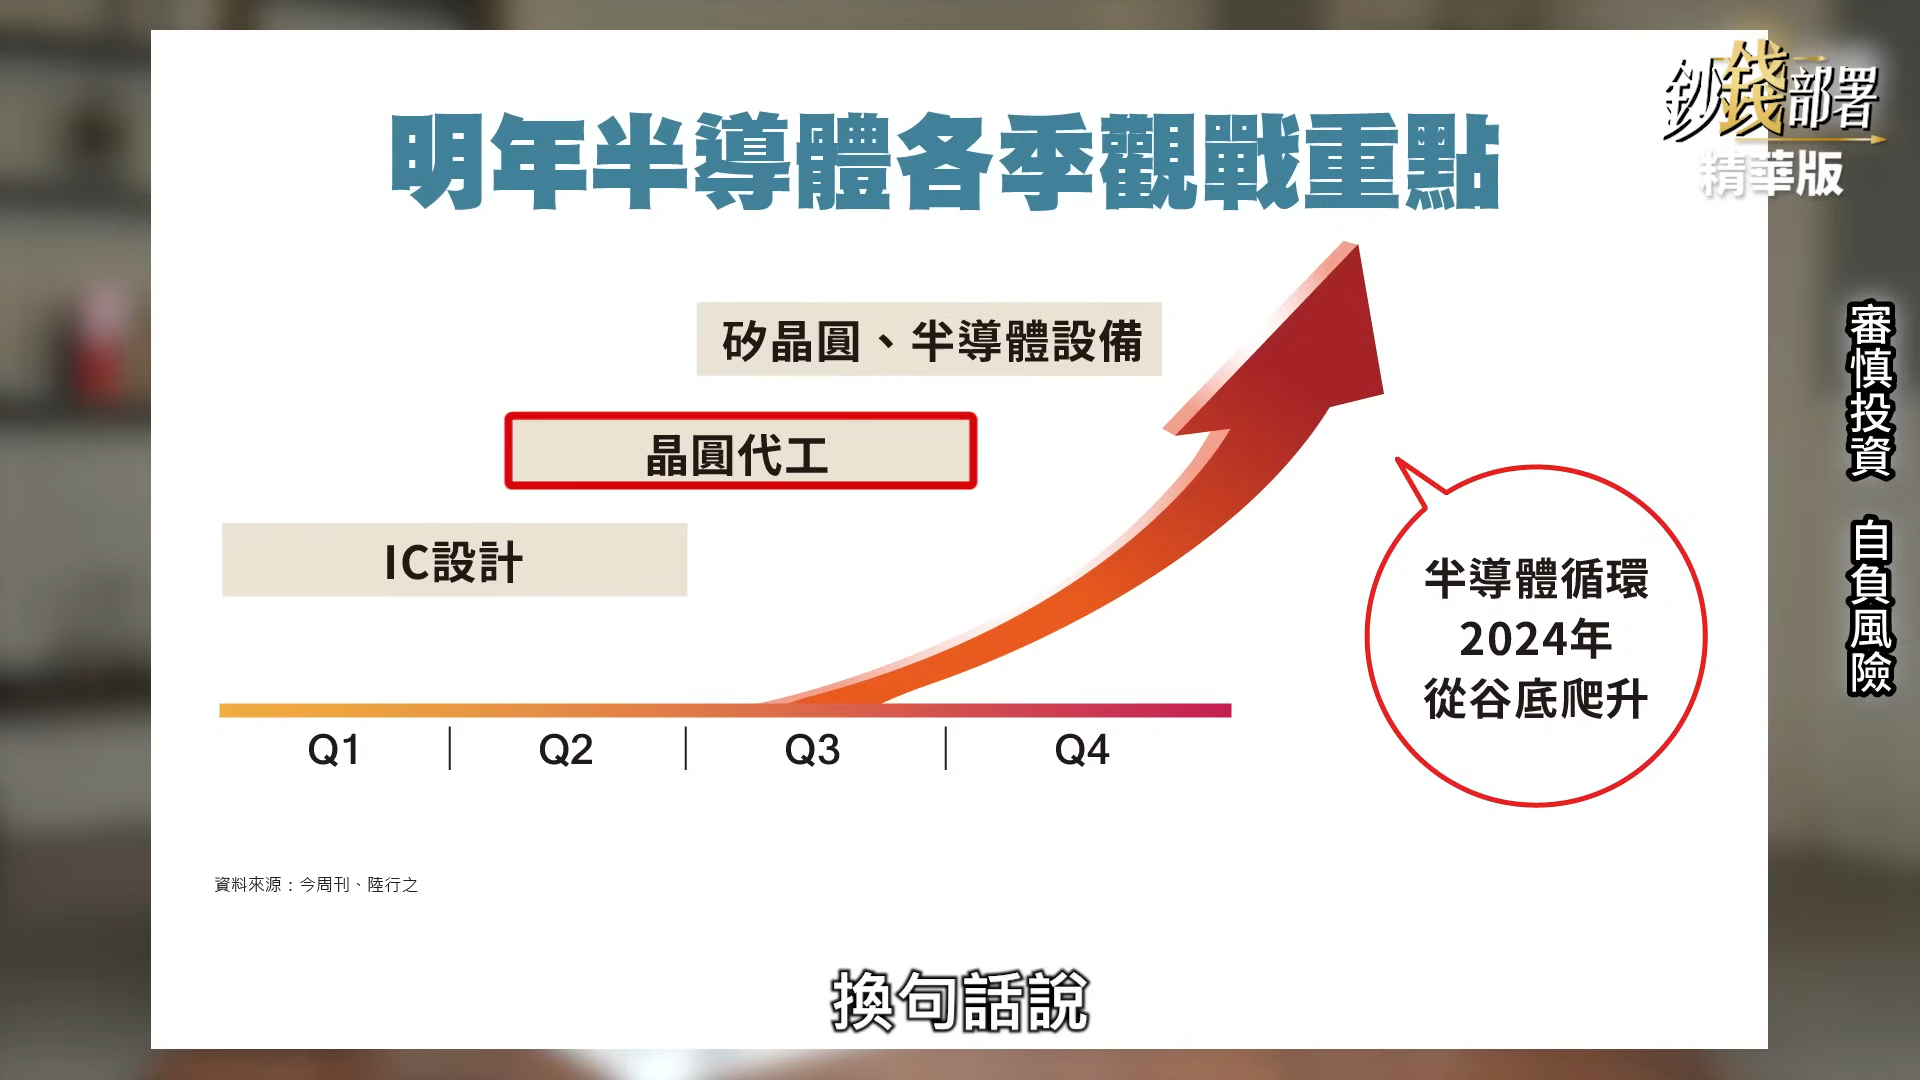 明年半導體各季觀戰重點
鈔錢部署
精華版
矽晶圓、半導體設備
晶圓代工
IC設計
Q1
Q2
Q3
Q4
半導體循環
2024年
從谷底爬升
審慎投資 自負風險
資料來源：今周刊、陸行之
換句話說